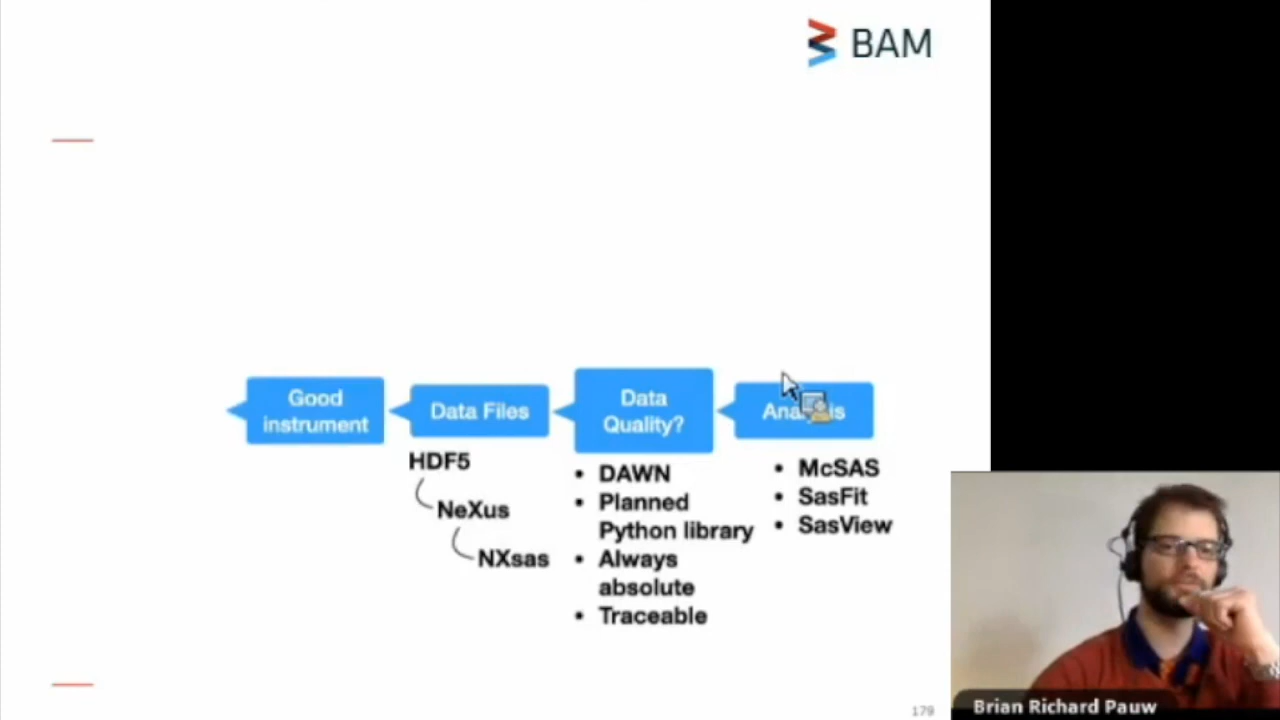 BAM
Good
instrument
Data Files
Data
Quality?
HDF5
NeXus
NXsas
• DAWN
• Planned
Python library
• Always
absolute
• Traceable
• McSAS
• SasFit
• SasView
179
Brian Richard Pauw